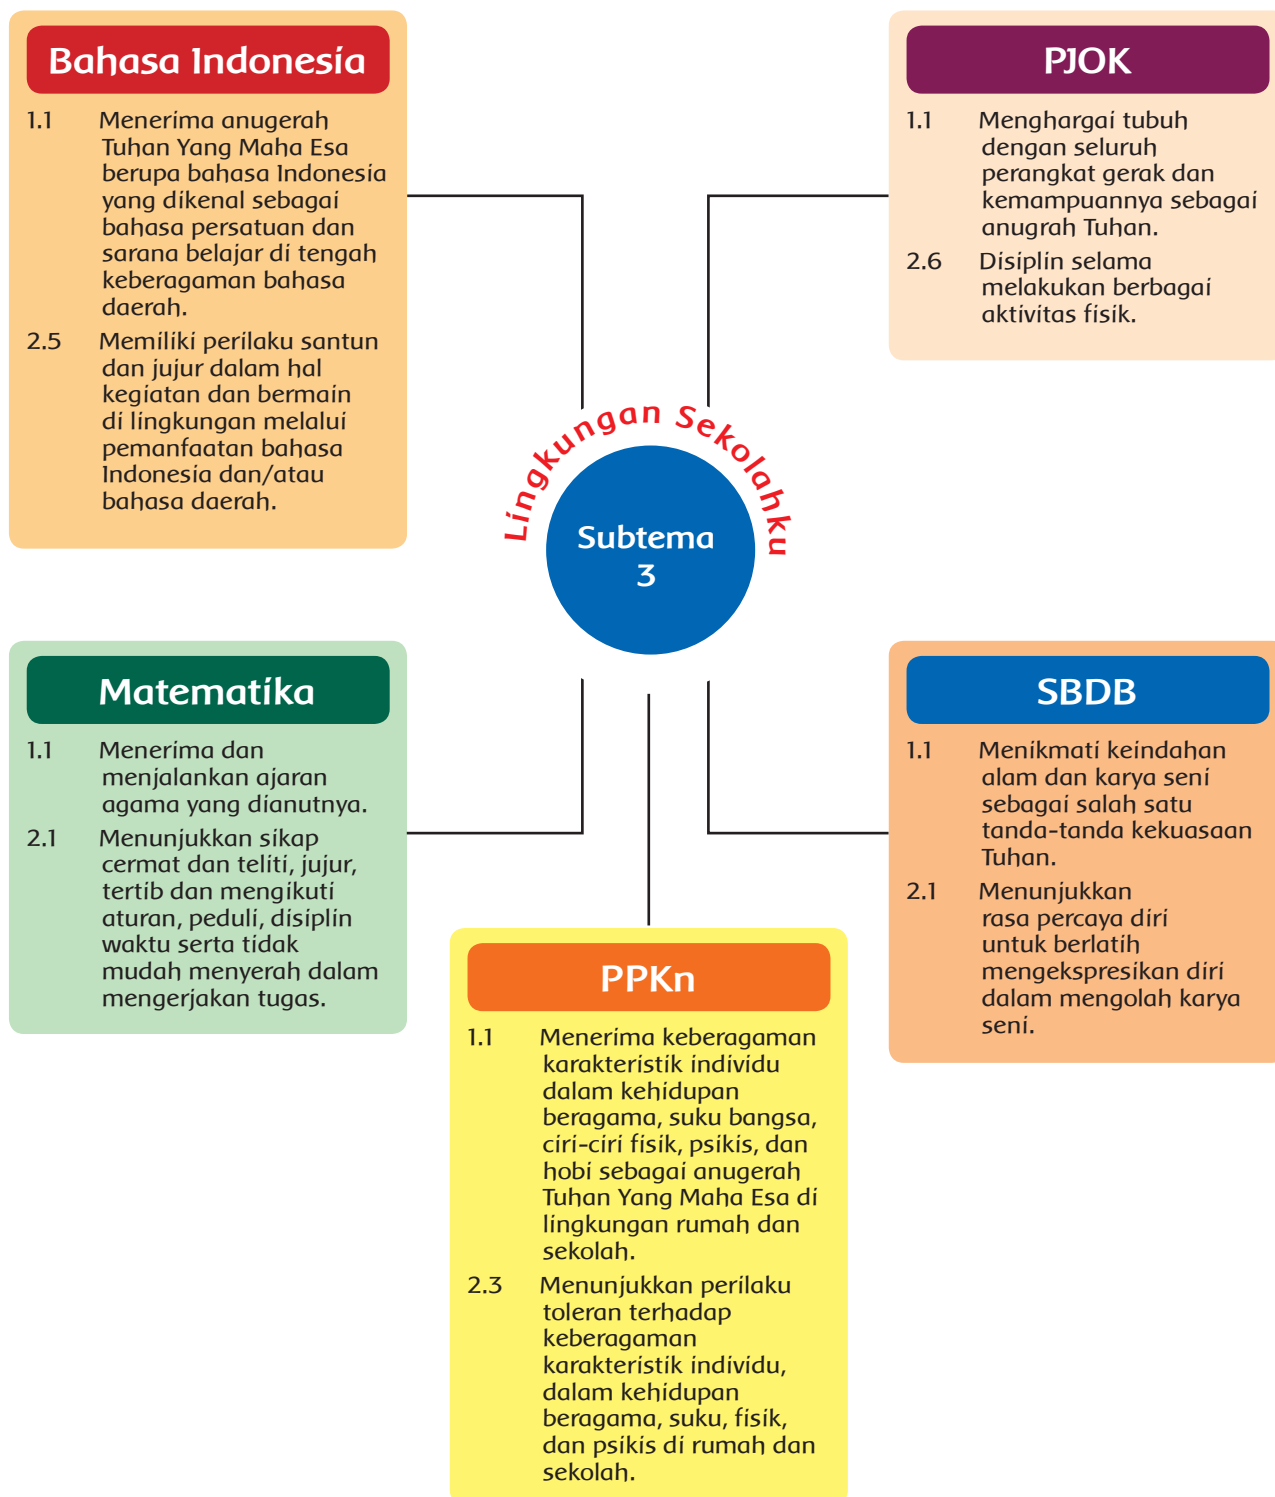 Bahasa Indonesia
1.1 Menerima anugerah
Tuhan Yang Maha Esa
berupa bahasa Indonesia
yang dikenal sebagai
bahasa persatuan dan
sarana belajar di tengah
keberagaman bahasa
daerah.
2.5 Memiliki perilaku santun
dan jujur dalam hal
kegiatan dan bermain
di lingkungan melalui
pemanfaatan bahasa
Indonesia dan/atau
bahasa daerah.
PJOK
1.1 Menghargai tubuh
dengan seluruh
perangkat gerak dan
kemampuannya sebagai
anugrah Tuhan.
2.6 Disiplin selama
melakukan berbagai
aktivitas fisik.
Lingkungan Sekolahku
Subtema
3
Matematika
1.1 Menerima dan
menjalankan ajaran
agama yang dianutnya.
2.1 Menunjukkan sikap
cermat dan teliti, jujur,
tertib dan mengikuti
aturan, peduli, disiplin
waktu serta tidak
mudah menyerah dalam
mengerjakan tugas.
SBDB
1.1 Menikmati keindahan
alam dan karya seni
sebagai salah satu
tanda-tanda kekuasaan
Tuhan.
2.1 Menunjukkan
rasa percaya diri
untuk berlatih
mengekspresikan diri
dalam mengolah karya
seni.
PPKn
1.1 Menerima keberagaman
karakteristik individu
dalam kehidupan
beragama, suku bangsa,
ciri-ciri fisik, psikis, dan
hobi sebagai anugerah
Tuhan Yang Maha Esa di
lingkungan rumah dan
sekolah.
2.3 Menunjukkan perilaku
toleran terhadap
keberagaman
karakteristik individu,
dalam kehidupan
beragama, suku, fisik,
dan psikis di rumah dan
sekolah.